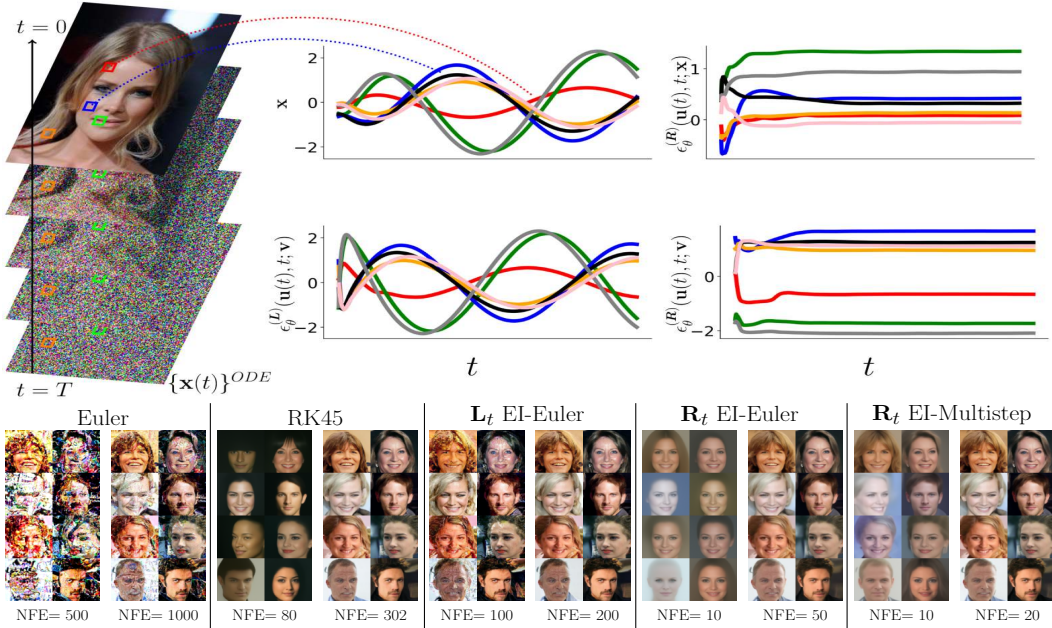 t = 0
t = T
{x(t)}^{ODE}
x
2
0
−2
ϵ_θ^{(R)}(u(t), t; x)
1
0
ϵ_θ^{(L)}(u(t), t; v)
2
0
−2
t
ϵ_θ^{(R)}(u(t), t; v)
0
−2
t
Euler
RK45
L_t EI-Euler
R_t EI-Euler
R_t EI-Multistep
NFE= 500
NFE= 1000
NFE= 80
NFE= 302
NFE= 100
NFE= 200
NFE= 10
NFE= 50
NFE= 10
NFE= 20